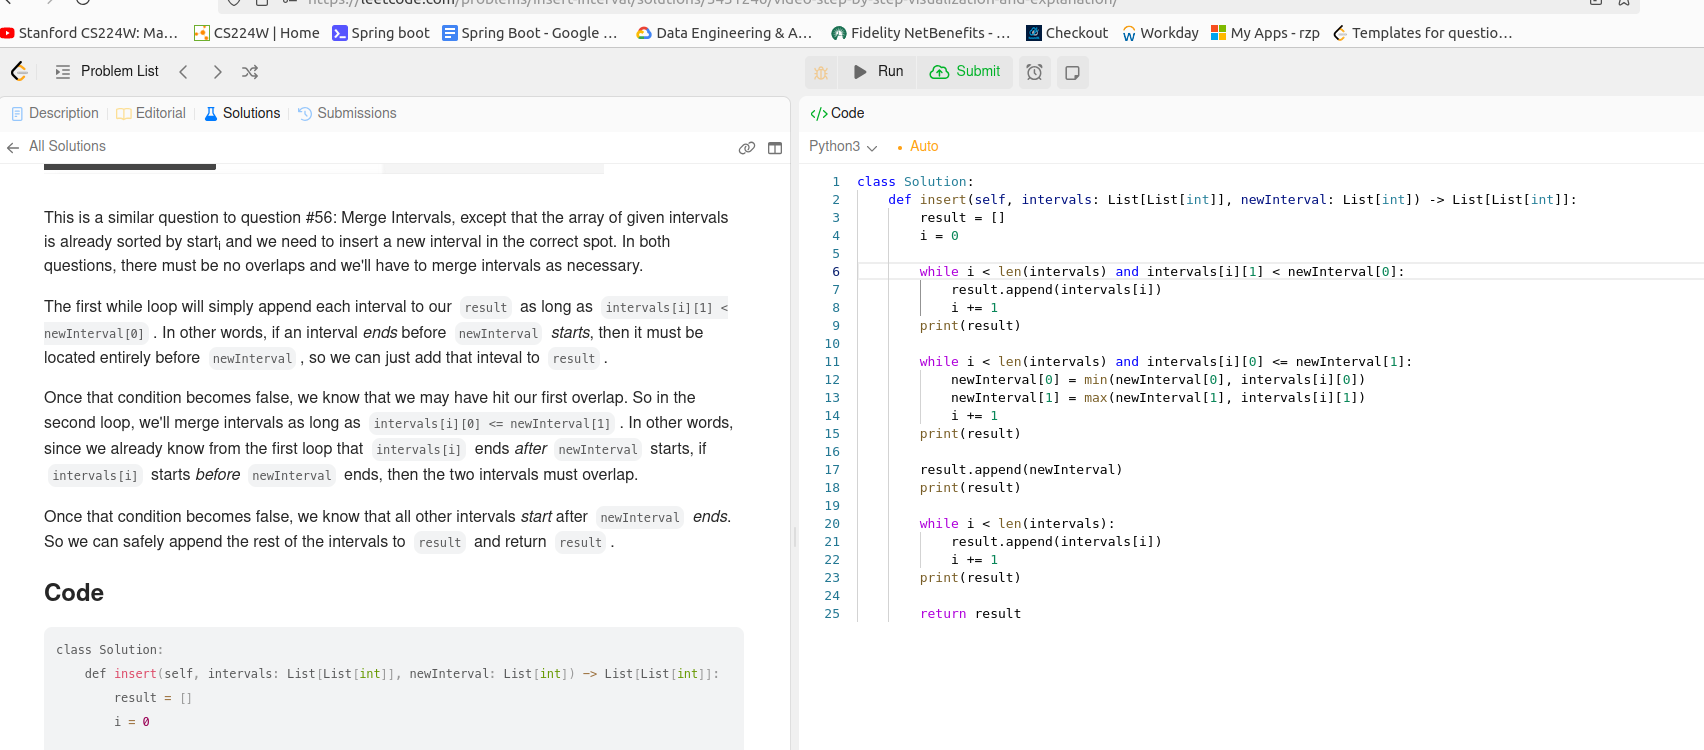 https://leetcode.com/problems/insert-interval/solutions/3431240/video-step-by-step-visualization-and-explanation/
Stanford CS224W: Ma... CS224W | Home Spring boot Spring Boot - Google ... Data Engineering & A... Fidelity NetBenefits - ... Checkout Workday My Apps - rzp Templates for questio...
Problem List Run Submit
Description Editorial Solutions Submissions
All Solutions
This is a similar question to question #56: Merge Intervals, except that the array of given intervals
is already sorted by startᵢ and we need to insert a new interval in the correct spot. In both
questions, there must be no overlaps and we'll have to merge intervals as necessary.
The first while loop will simply append each interval to our result as long as intervals[i][1] <
newInterval[0] . In other words, if an interval ends before newInterval starts, then it must be
located entirely before newInterval , so we can just add that inteval to result .
Once that condition becomes false, we know that we may have hit our first overlap. So in the
second loop, we'll merge intervals as long as intervals[i][0] <= newInterval[1] . In other words,
since we already know from the first loop that intervals[i] ends after newInterval starts, if
intervals[i] starts before newInterval ends, then the two intervals must overlap.
Once that condition becomes false, we know that all other intervals start after newInterval ends.
So we can safely append the rest of the intervals to result and return result .
Code
class Solution:
    def insert(self, intervals: List[List[int]], newInterval: List[int]) -> List[List[int]]:
        result = []
        i = 0
Code
Python3 Auto
1 class Solution:
2     def insert(self, intervals: List[List[int]], newInterval: List[int]) -> List[List[int]]:
3         result = []
4         i = 0
5
6         while i < len(intervals) and intervals[i][1] < newInterval[0]:
7             result.append(intervals[i])
8             i += 1
9         print(result)
10
11         while i < len(intervals) and intervals[i][0] <= newInterval[1]:
12             newInterval[0] = min(newInterval[0], intervals[i][0])
13             newInterval[1] = max(newInterval[1], intervals[i][1])
14             i += 1
15         print(result)
16
17         result.append(newInterval)
18         print(result)
19
20         while i < len(intervals):
21             result.append(intervals[i])
22             i += 1
23         print(result)
24
25         return result